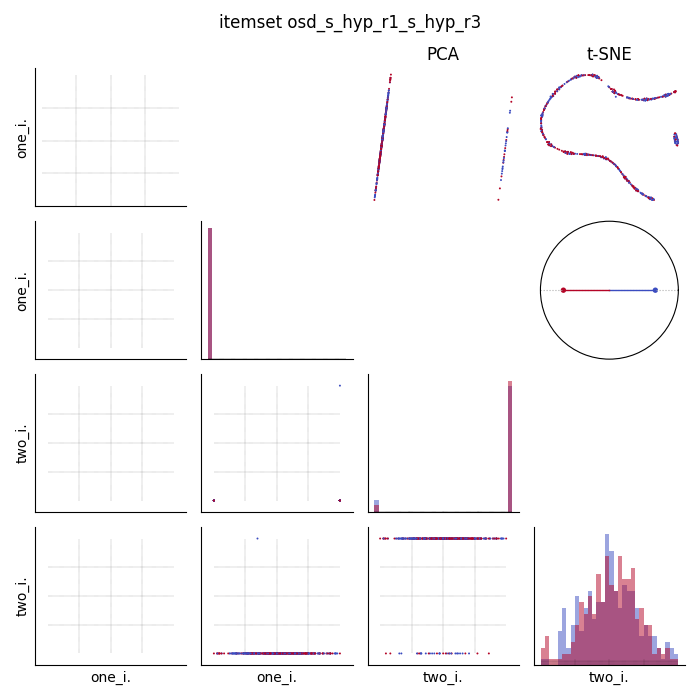 itemset osd_s_hyp_r1_s_hyp_r3
PCA
t-SNE
one_i.
one_i.
two_i.
two_i.
one_i.
one_i.
two_i.
two_i.